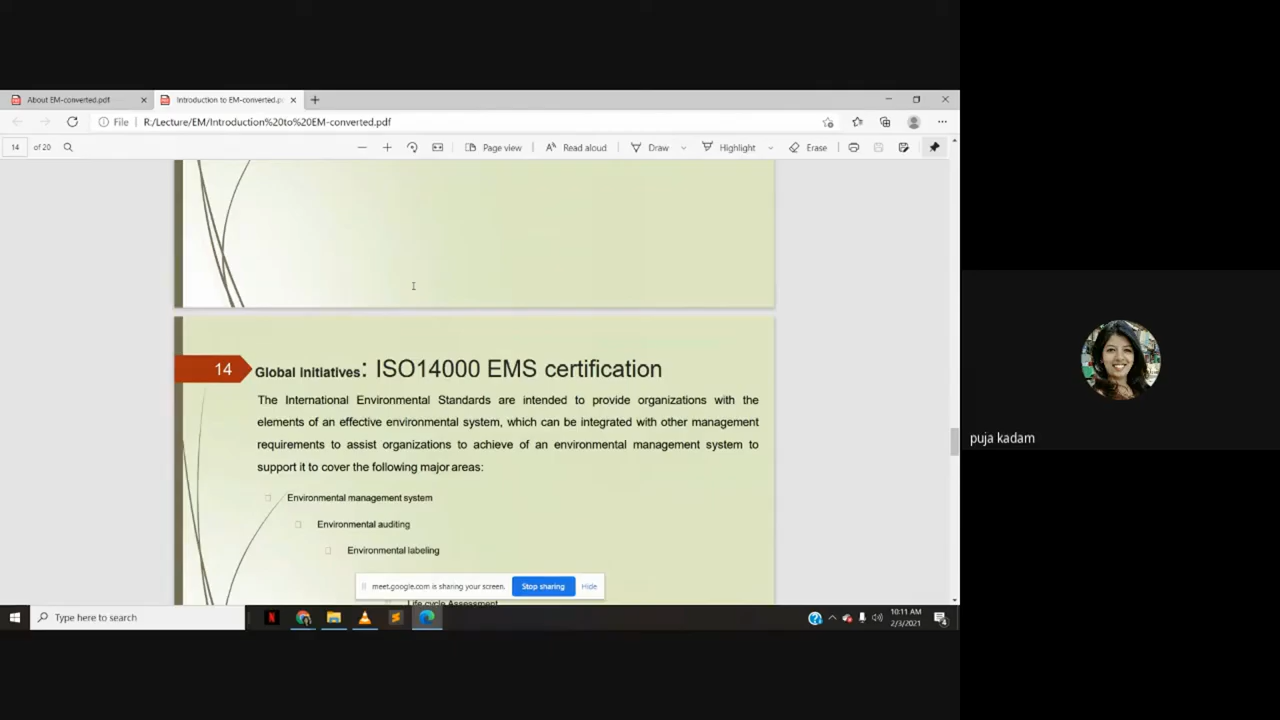 About EM-converted.pdf
Introduction to EM-converted.p
File
R:/Lecture/EM/Introduction%20to%20EM-converted.pdf
14 of 20
Page view
Read aloud
Draw
Highlight
Erase
14
Global initiatives: ISO14000 EMS certification
The International Environmental Standards are intended to provide organizations with the
elements of an effective environmental system, which can be integrated with other management
requirements to assist organizations to achieve of an environmental management system to
support it to cover the following major areas:
Environmental management system
Environmental auditing
Environmental labeling
meet.google.com is sharing your screen.
Stop sharing
Hide
Life cycle Assessment
Type here to search
10:11 AM
2/3/2021
4
puja kadam